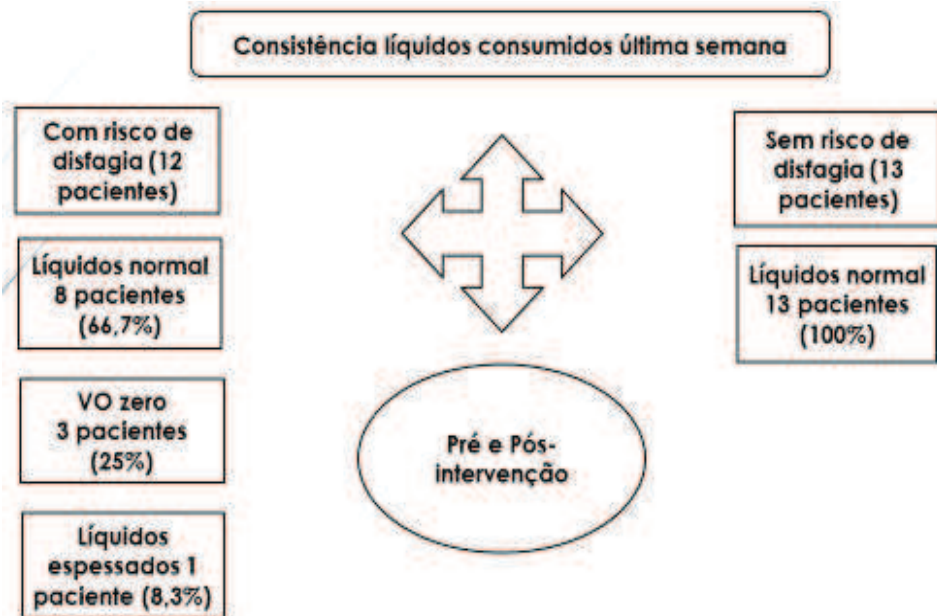 Consistência líquidos consumidos última semana
Com risco de
disfagia (12
pacientes)
Líquidos normal
8 pacientes
(66,7%)
VO zero
3 pacientes
(25%)
Líquidos
espessados 1
paciente (8,3%)
Pré e Pós-
intervenção
Sem risco de
disfagia (13
pacientes)
Líquidos normal
13 pacientes
(100%)